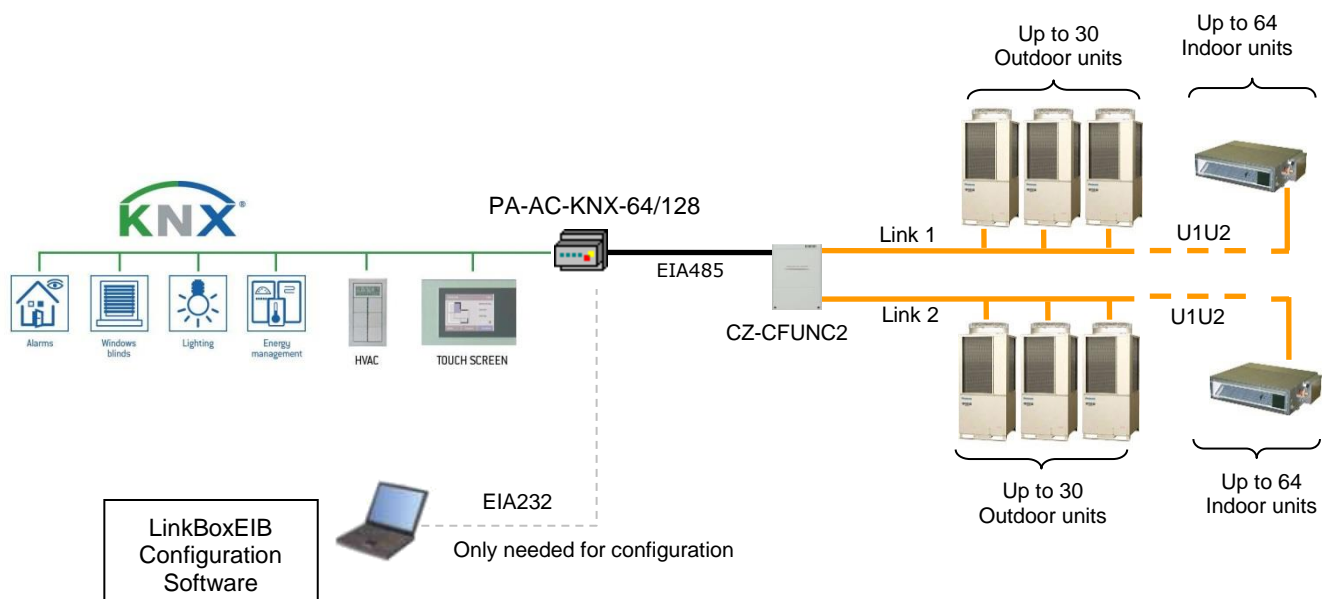 Up to 30
Outdoor units
Up to 64
Indoor units
KNX®
PA-AC-KNX-64/128
Link 1
U1U2
EIA485
Link 2
U1U2
CZ-CFUNC2
Alarms
Windows
blinds
Lighting
Energy
management
HVAC
TOUCH SCREEN
Up to 30
Outdoor units
Up to 64
Indoor units
EIA232
Only needed for configuration
LinkBoxEIB
Configuration
Software